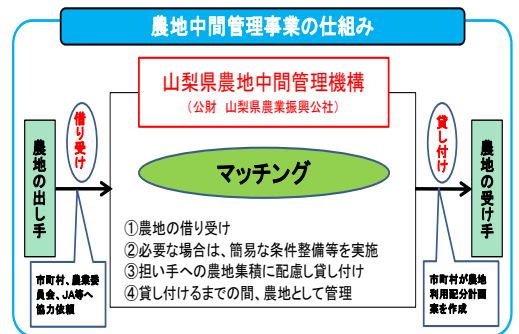 農地中間管理事業の仕組み
山梨県農地中間管理機構
(公財 山梨県農業振興公社)
借り受け
貸し付け
農地の出し手
マッチング
農地の受け手
①農地の借り受け
②必要な場合は、簡易な条件整備等を実施
③担い手への農地集積に配慮し貸し付け
④貸し付けるまでの間、農地として管理
市町村、農業委
員会、JA等へ
協力依頼
市町村が農地
利用配分計画
案を作成